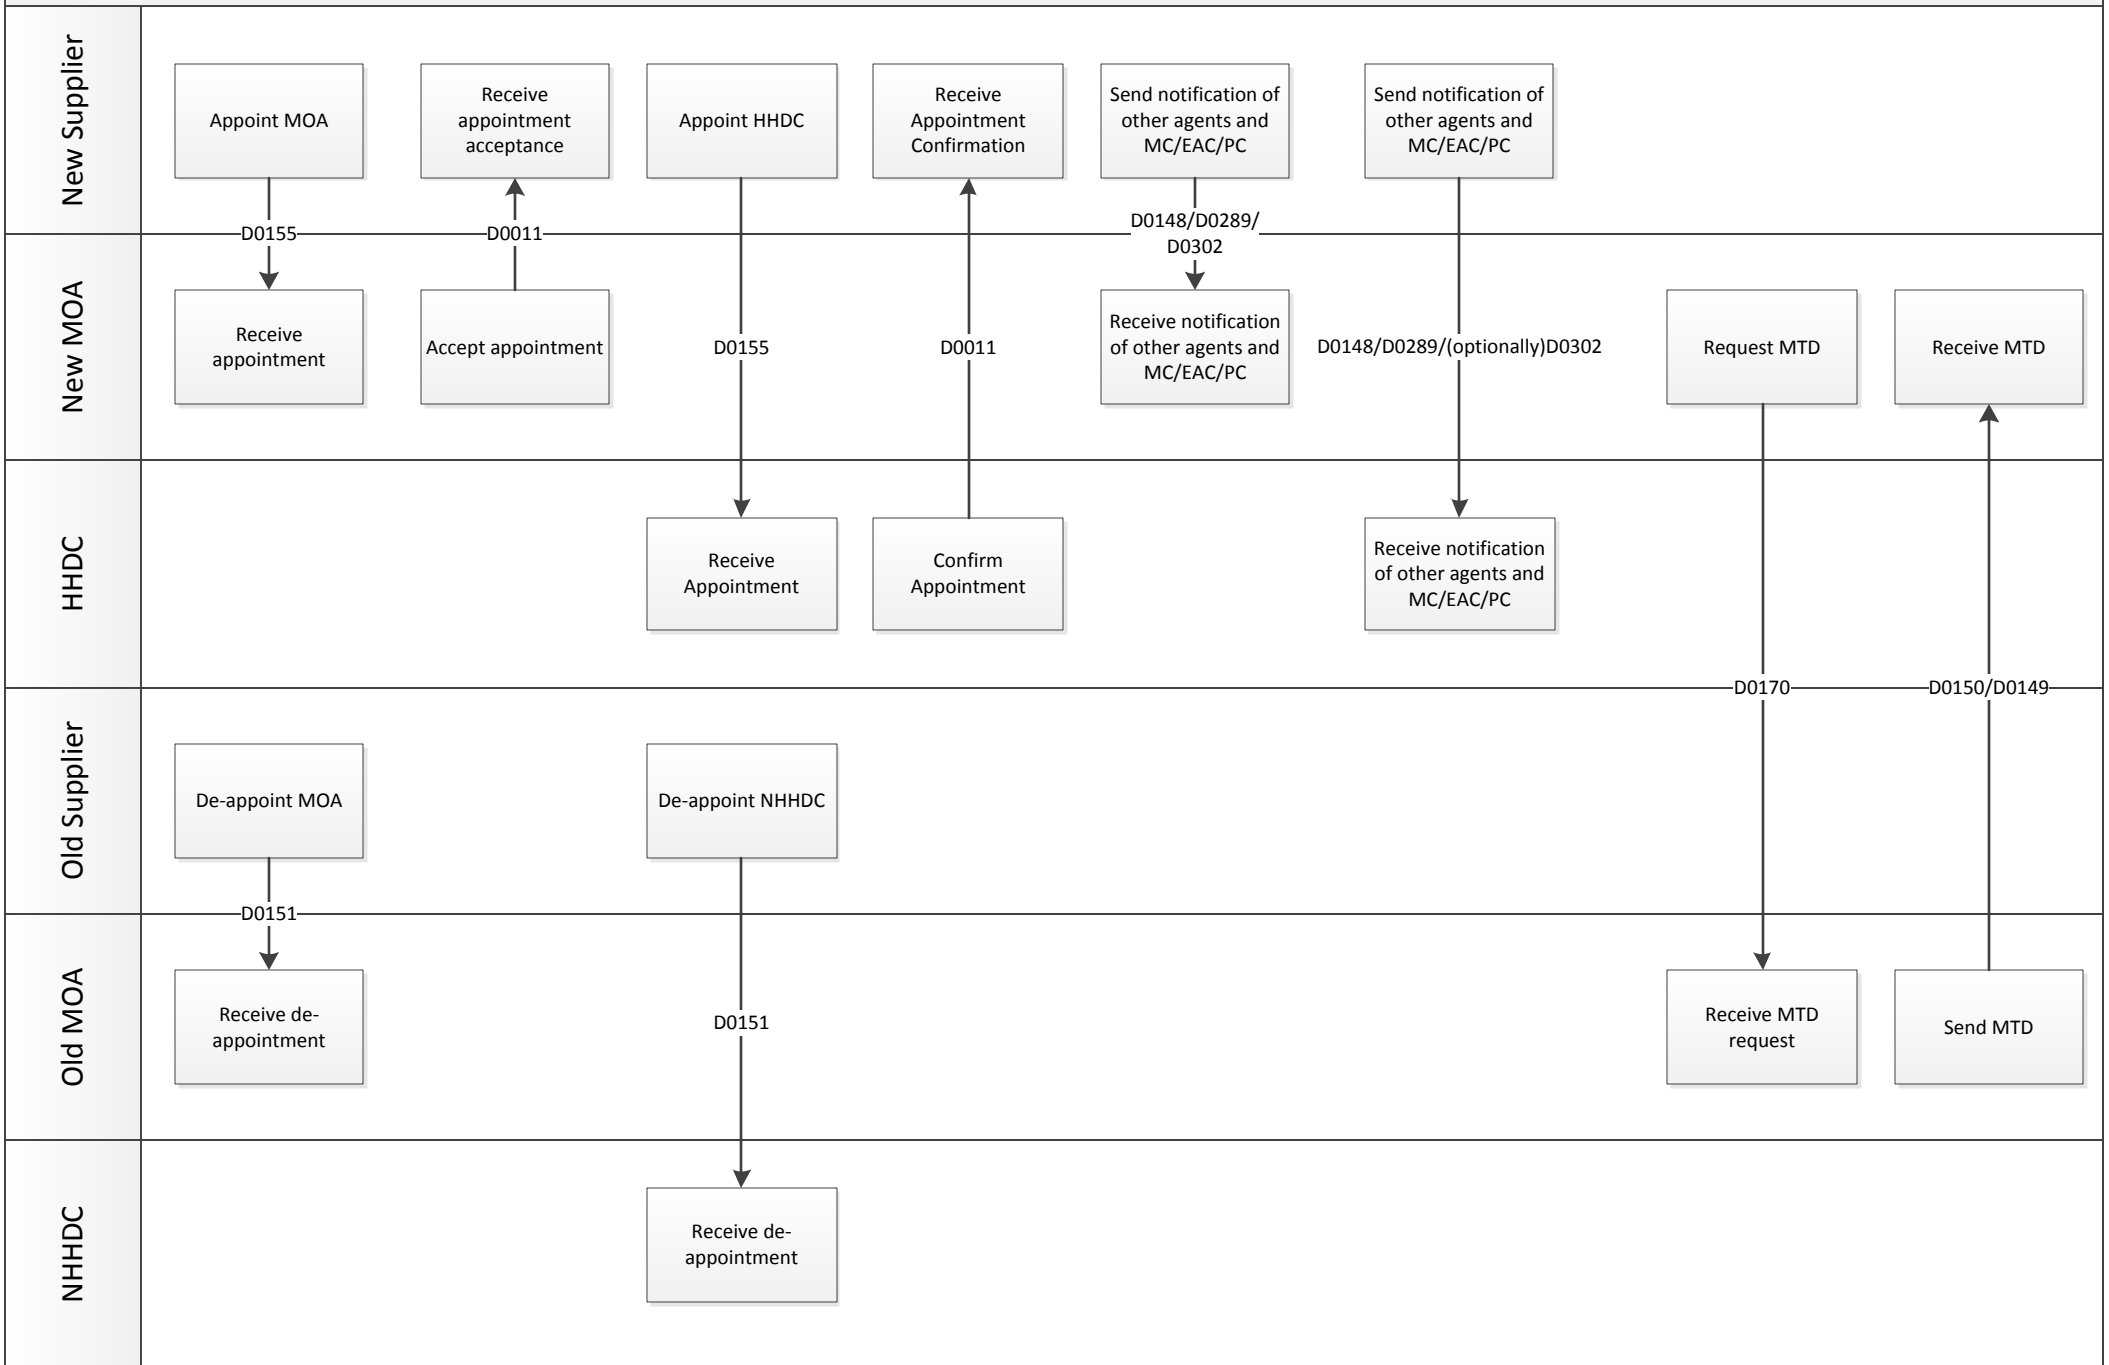 New Supplier
Appoint MOA
Receive
appointment
acceptance
Appoint HHDC
Receive
Appointment
Confirmation
Send notification of
other agents and
MC/EAC/PC
Send notification of
other agents and
MC/EAC/PC
D0155
D0011
D0148/D0289/
D0302
New MOA
Receive
appointment
Accept appointment
D0155
D0011
Receive notification
of other agents and
MC/EAC/PC
D0148/D0289/(optionally)D0302
Request MTD
Receive MTD
HHDC
Receive
Appointment
Confirm
Appointment
Receive notification
of other agents and
MC/EAC/PC
D0170
D0150/D0149
Old Supplier
De-appoint MOA
De-appoint NHHDC
D0151
Old MOA
Receive de-
appointment
D0151
Receive MTD
request
Send MTD
NHHDC
Receive de-
appointment